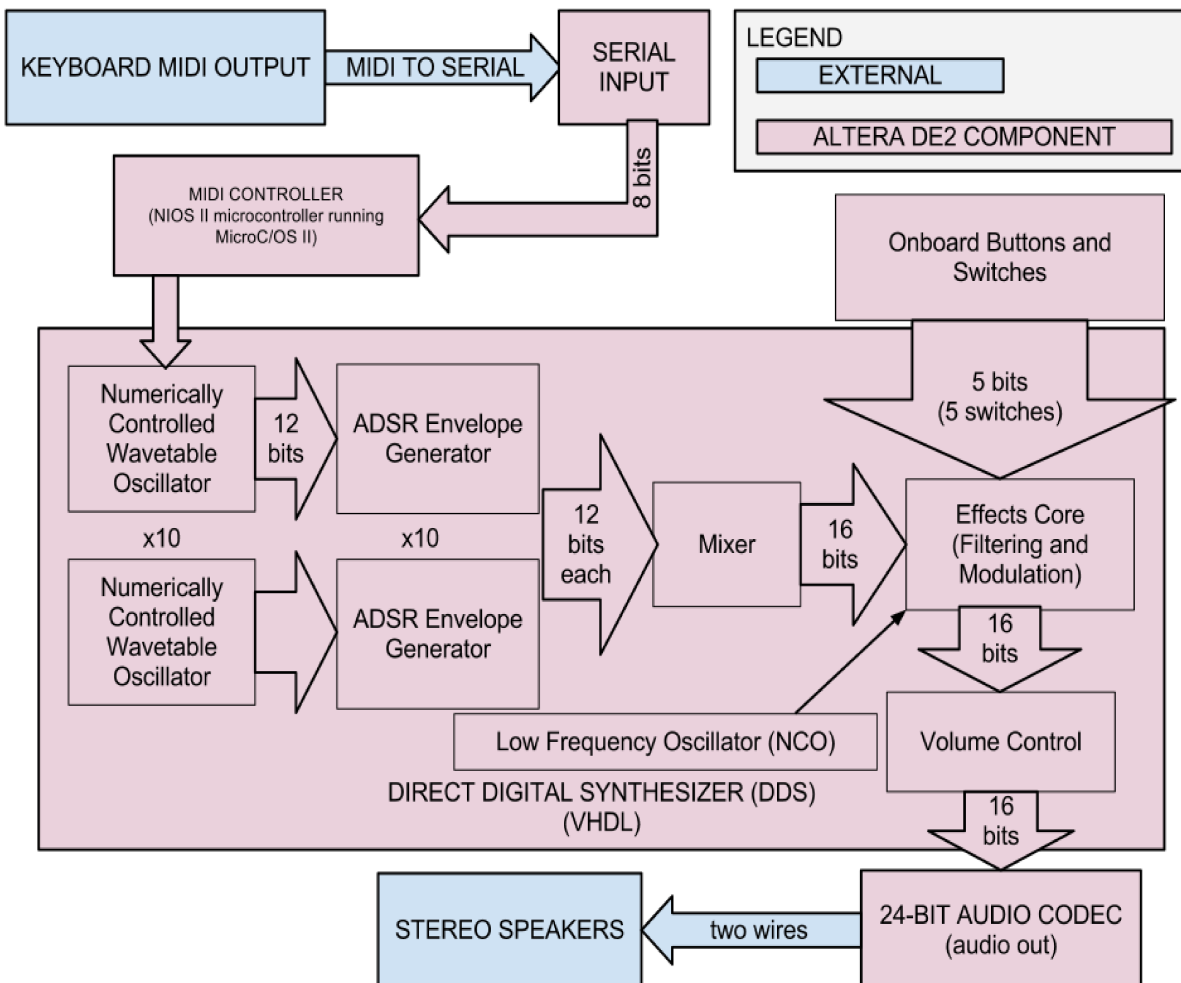 KEYBOARD MIDI OUTPUT
MIDI TO SERIAL
SERIAL
INPUT
LEGEND
EXTERNAL
ALTERA DE2 COMPONENT
8 bits
MIDI CONTROLLER
(NIOS II microcontroller running
MicroC/OS II)
Onboard Buttons and
Switches
5 bits
(5 switches)
Numerically
Controlled
Wavetable
Oscillator
12
bits
ADSR Envelope
Generator
x10
x10
Numerically
Controlled
Wavetable
Oscillator
ADSR Envelope
Generator
12
bits
each
Mixer
16
bits
Effects Core
(Filtering and
Modulation)
16
bits
Low Frequency Oscillator (NCO)
Volume Control
DIRECT DIGITAL SYNTHESIZER (DDS)
(VHDL)
16
bits
STEREO SPEAKERS
two wires
24-BIT AUDIO CODEC
(audio out)